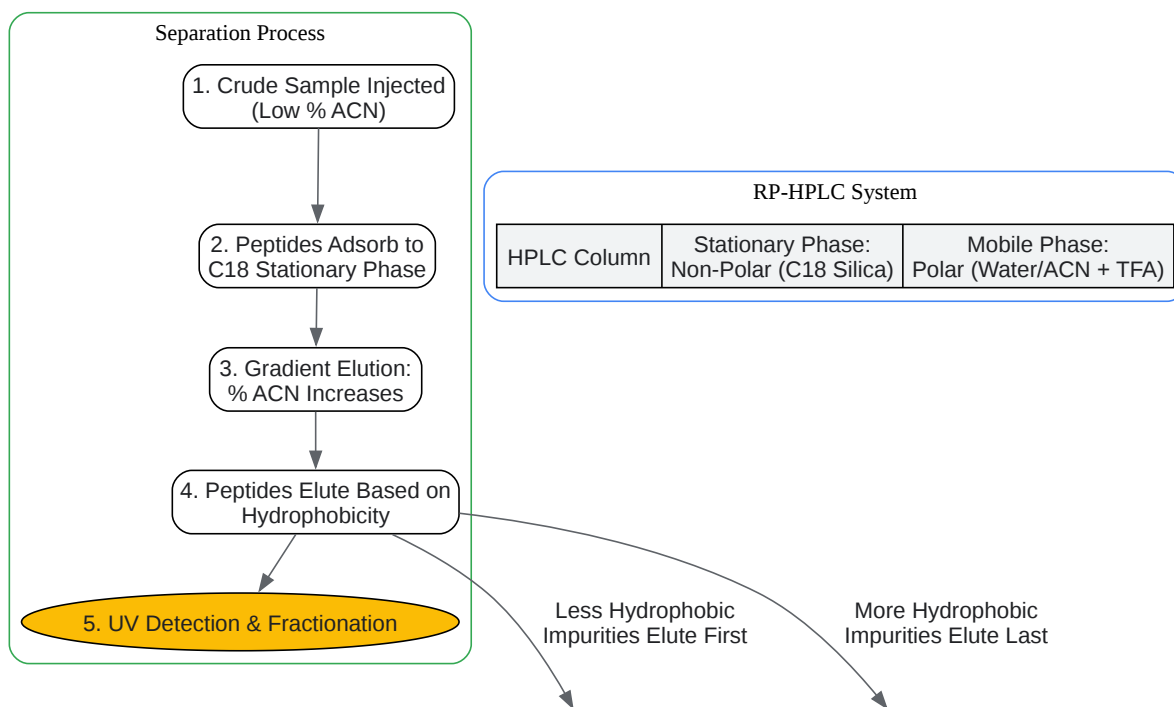 Separation Process
1. Crude Sample Injected
(Low % ACN)
2. Peptides Adsorb to
C18 Stationary Phase
3. Gradient Elution:
% ACN Increases
4. Peptides Elute Based on
Hydrophobicity
5. UV Detection & Fractionation
RP-HPLC System
HPLC Column
Stationary Phase:
Non-Polar (C18 Silica)
Mobile Phase:
Polar (Water/ACN + TFA)
Less Hydrophobic
Impurities Elute First
More Hydrophobic
Impurities Elute Last